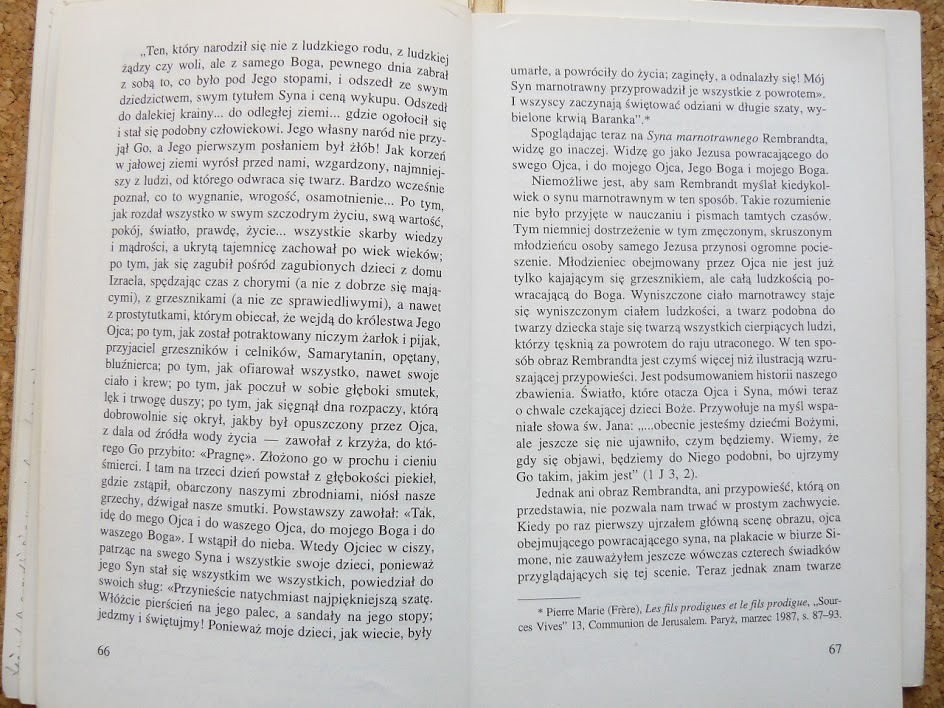 „Ten, który narodził się nie z ludzkiego rodu, z ludzkiej
żądzy czy woli, ale z samego Boga, pewnego dnia zabrał
z sobą to, co było pod Jego stopami, i odszedł ze swym
dziedzictwem, swym tytułem Syna i ceną wykupu. Odszedł
do dalekiej krainy... do odległej ziemi... gdzie ogołocił się
i stał się podobny człowiekowi. Jego własny naród nie przy-
jął Go, a Jego pierwszym posłaniem był żłób! Jak korzeń
w jałowej ziemi wyrósł przed nami, wzgardzony, najmniej-
szy z ludzi, od którego odwraca się twarz. Bardzo wcześnie
poznał, co to wygnanie, wrogość, osamotnienie... Po tym,
jak rozdał wszystko w swym szczodrym życiu, swą wartość,
pokój, światło, prawdę, życie... wszystkie skarby wiedzy
i mądrości, a ukrytą tajemnicę zachował po wiek wieków;
po tym, jak się zagubił pośród zagubionych dzieci z domu
Izraela, spędzając czas z chorymi (a nie z dobrze się mają-
cymi), z grzesznikami (a nie ze sprawiedliwymi), a nawet
z prostytutkami, którym obiecał, że wejdą do królestwa Jego
Ojca; po tym, jak został potraktowany niczym żarłok i pijak,
przyjaciel grzeszników i celników, Samarytanin, opętany,
bluźnierca; po tym, jak ofiarował wszystko, nawet swoje
ciało i krew; po tym, jak poczuł w sobie głęboki smutek,
lęk i trwogę duszy; po tym, jak sięgnął dna rozpaczy, którą
dobrowolnie się okrył, jakby był opuszczony przez Ojca,
z dala od źródła wody życia — zawołał z krzyża, do któ-
rego Go przybito: «Pragnę». Złożono go w prochu i cieniu
śmierci. I tam na trzeci dzień powstał z głębokości piekieł,
gdzie zstąpił, obarczony naszymi zbrodniami, niósł nasze
grzechy, dźwigał nasze smutki. Powstawszy zawołał: «Tak,
idę do mego Ojca i do waszego Ojca, do mojego Boga i do
waszego Boga». I wstąpił do nieba. Wtedy Ojciec w ciszy,
patrząc na swego Syna i wszystkie swoje dzieci, ponieważ
jego Syn stał się wszystkim we wszystkich, powiedział do
swoich sług: «Przynieście natychmiast najpiękniejszą szatę.
Włóżcie pierścień na jego palec, a sandały na jego stopy;
jedzmy i świętujmy! Ponieważ moje dzieci, jak wiecie, były
66
umarłe, a powróciły do życia; zaginęły, a odnalazły się! Mój
Syn marnotrawny przyprowadził je wszystkie z powrotem».
I wszyscy zaczynają świętować odziani w długie szaty, wy-
bielone krwią Baranka”.*
Spoglądając teraz na Syna marnotrawnego Rembrandta,
widzę go inaczej. Widzę go jako Jezusa powracającego do
swego Ojca, i do mojego Ojca, Jego Boga i mojego Boga.
Niemożliwe jest, aby sam Rembrandt myślał kiedykol-
wiek o synu marnotrawnym w ten sposób. Takie rozumienie
nie było przyjęte w nauczaniu i pismach tamtych czasów.
Tym niemniej dostrzeżenie w tym zmęczonym, skruszonym
młodzieńcu osoby samego Jezusa przynosi ogromne pocie-
szenie. Młodzieniec obejmowany przez Ojca nie jest już
tylko kajającym się grzesznikiem, ale całą ludzkością po-
wracającą do Boga. Wyniszczone ciało marnotrawcy staje
się wyniszczonym ciałem ludzkości, a twarz podobna do
twarzy dziecka staje się twarzą wszystkich cierpiących ludzi,
którzy tęsknią za powrotem do raju utraconego. W ten spo-
sób obraz Rembrandta jest czymś więcej niż ilustracją wzru-
szającej przypowieści. Jest podsumowaniem historii naszego
zbawienia. Światło, które otacza Ojca i Syna, mówi teraz
o chwale czekającej dzieci Boże. Przywołuje na myśl wspa-
niałe słowa św. Jana: „...obecnie jesteśmy dziećmi Bożymi,
ale jeszcze się nie ujawniło, czym będziemy. Wiemy, że
gdy się objawi, będziemy do Niego podobni, bo ujrzymy
Go takim, jakim jest” (1 J 3, 2).
Jednak ani obraz Rembrandta, ani przypowieść, którą on
przedstawia, nie pozwala nam trwać w prostym zachwycie.
Kiedy po raz pierwszy ujrzałem główną scenę obrazu, ojca
obejmującego powracającego syna, na plakacie w biurze Si-
mone, nie zauważyłem jeszcze wówczas czterech świadków
przyglądających się tej scenie. Teraz jednak znam twarze
* Pierre Marie (Frère), Les fils prodigues et le fils prodigue, „Sour-
ces Vives” 13, Communion de Jerusalem. Paryż, marzec 1987, s. 87–93.
67